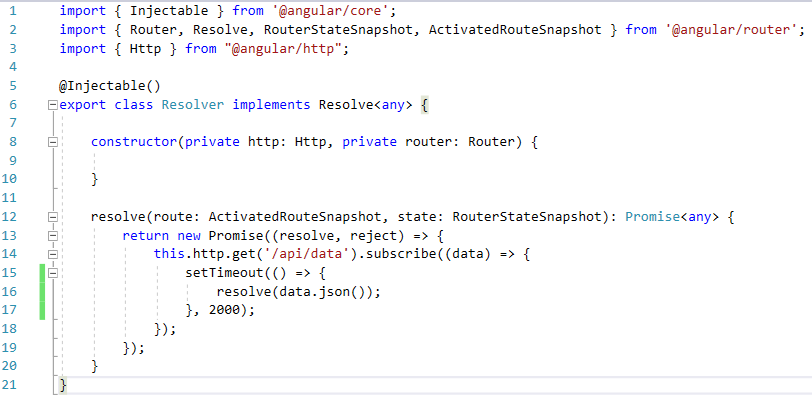 1 import { Injectable } from '@angular/core';
2 import { Router, Resolve, RouterStateSnapshot, ActivatedRouteSnapshot } from '@angular/router';
3 import { Http } from "@angular/http";
4
5 @Injectable()
6 export class Resolver implements Resolve<any> {
7
8     constructor(private http: Http, private router: Router) {
9
10     }
11
12     resolve(route: ActivatedRouteSnapshot, state: RouterStateSnapshot): Promise<any> {
13         return new Promise((resolve, reject) => {
14             this.http.get('/api/data').subscribe((data) => {
15                 setTimeout(() => {
16                     resolve(data.json());
17                 }, 2000);
18             });
19         });
20     }
21 }